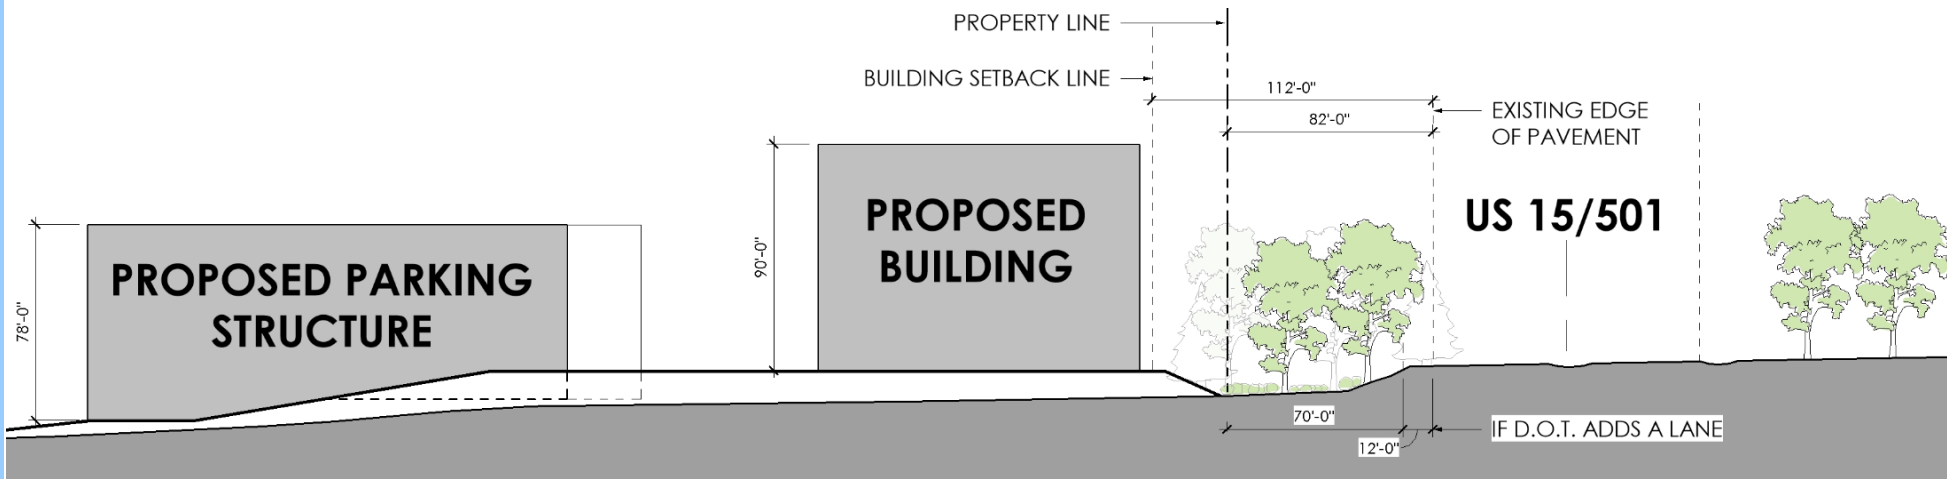 PROPERTY LINE
BUILDING SETBACK LINE
112'-0"
82'-0"
EXISTING EDGE
OF PAVEMENT
US 15/501
PROPOSED
BUILDING
90'-0"
PROPOSED PARKING
STRUCTURE
78'-0"
70'-0"
12'-0"
IF D.O.T. ADDS A LANE